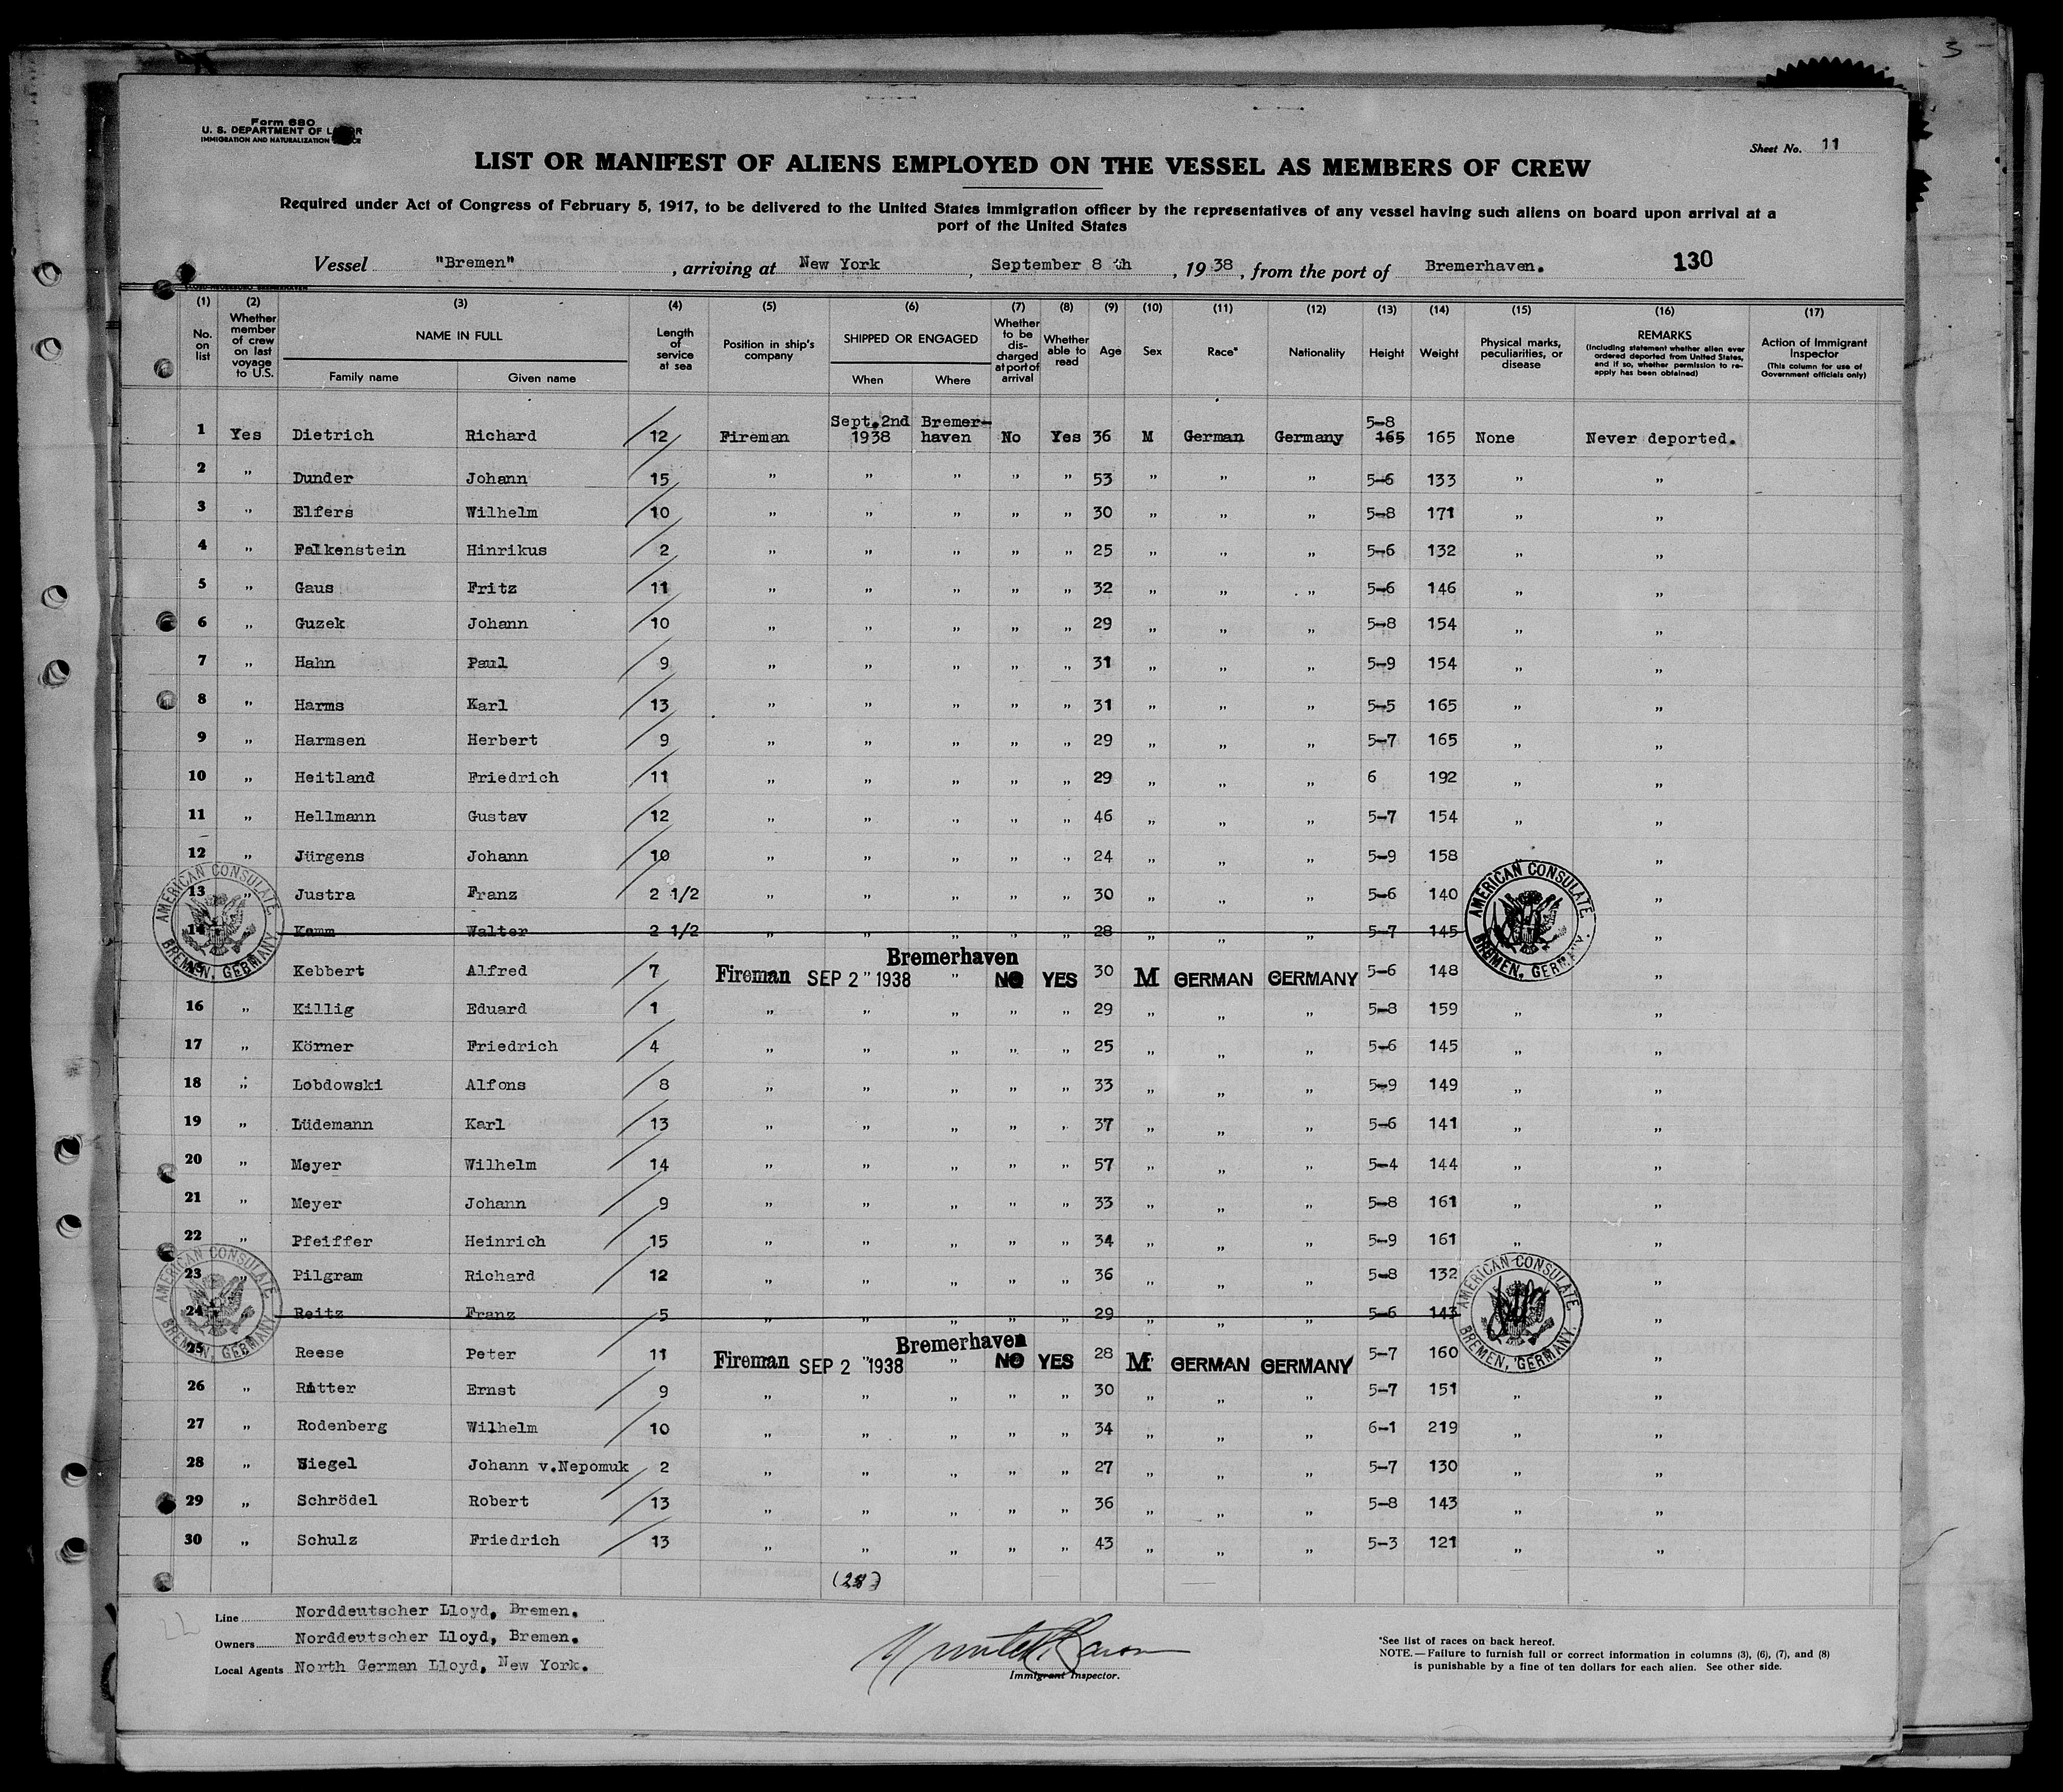 3
Form 680
U. S. DEPARTMENT OF LABOR
IMMIGRATION AND NATURALIZATION
Sheet No. 11
LIST OR MANIFEST OF ALIENS EMPLOYED ON THE VESSEL AS MEMBERS OF CREW
Required under Act of Congress of February 5, 1917, to be delivered to the United States immigration officer by the representatives of any vessel having such aliens on board upon arrival at a
port of the United States
Vessel "Bremen" , arriving at New York , September 8 th , 19 38 , from the port of Bremerhaven. 130
(1) (2) (3) (4) (5) (6) (7) (8) (9) (10) (11) (12) (13) (14) (15) (16) (17)
No. on list Whether member of crew on last voyage to U.S. NAME IN FULL Family name Given name Length of service at sea Position in ship's company SHIPPED OR ENGAGED When Where Whether to be discharged at port of arrival Whether able to read Age Sex Race* Nationality Height Weight Physical marks, peculiarities, or disease REMARKS (Including statement whether alien ever ordered deported from United States, and if so, whether permission to re-apply has been obtained) Action of Immigrant Inspector (This column for use of Government officials only)
1 Yes Dietrich Richard 12 Fireman Sept. 2nd 1938 Bremer-haven No Yes 36 M German Germany 5-8 165 165 None Never deported.
2 " Dunder Johann 15 " " " " " 53 " " " 5-6 133 " "
3 " Elfers Wilhelm 10 " " " " " 30 " " " 5-8 171 " "
4 " Falkenstein Hinrikus 2 " " " " " 25 " " " 5-6 132 " "
5 " Gaus Fritz 11 " " " " " 32 " " " 5-6 146 " "
6 " Guzek Johann 10 " " " " " 29 " " " 5-8 154 " "
7 " Hahn Paul 9 " " " " " 31 " " " 5-9 154 " "
8 " Harms Karl 13 " " " " " 31 " " " 5-5 165 " "
9 " Harmsen Herbert 9 " " " " " 29 " " " 5-7 165 " "
10 " Heitland Friedrich 11 " " " " " 29 " " " 6 192 " "
11 " Hellmann Gustav 12 " " " " " 46 " " " 5-7 154 " "
12 " Jürgens Johann 10 " " " " " 24 " " " 5-9 158 "
13 " Justra Franz 2 1/2 " " " " " 30 " " " 5-6 140 "
14 Kamm Walter 2 1/2 " " " " " 28 " " " 5-7 145 "
AMERICAN CONSULATE BREMEN, GERMANY.
AMERICAN CONSULATE BREMEN, GERMANY.
15 Kebbert Alfred 7 Fireman SEP 2 " 1938 Bremerhaven " NO YES 30 M GERMAN GERMANY 5-6 148 "
16 " Killig Eduard 1 " " " " " 29 " " " 5-8 159 " "
17 " Körner Friedrich 4 " " " " " 25 " " " 5-6 145 " "
18 " Lobdowski Alfons 8 " " " " " 33 " " " 5-9 149 " "
19 " Lüdemann Karl 13 " " " " " 37 " " " 5-6 141 " "
20 " Meyer Wilhelm 14 " " " " " 57 " " " 5-4 144 " "
21 " Meyer Johann 9 " " " " " 33 " " " 5-8 161 " "
22 " Pfeiffer Heinrich 15 " " " " " 34 " " " 5-9 161 " "
23 " Pilgram Richard 12 " " " " " 36 " " " 5-8 132 "
24 Reitz Franz 5 " " " " " 29 " " " 5-6 143 "
AMERICAN CONSULATE BREMEN, GERMANY.
AMERICAN CONSULATE BREMEN, GERMANY.
25 Reese Peter 11 Fireman SEP 2 " 1938 Bremerhaven " NO YES 28 M GERMAN GERMANY 5-7 160 "
26 " Ritter Ernst 9 " " " " " 30 " " " 5-7 151 " "
27 " Rodenberg Wilhelm 10 " " " " " 34 " " " 6-1 219 " "
28 " Siegel Johann v.Nepomuk 2 " " " " " 27 " " " 5-7 130 " "
29 " Schrödel Robert 13 " " " " " 36 " " " 5-8 143 " "
30 " Schulz Friedrich 13 " " " " " 43 " " " 5-3 121 " "
(28)
Line Norddeutscher Lloyd, Bremen.
Owners Norddeutscher Lloyd, Bremen.
Local Agents North German Lloyd, New York.
Immigrant Inspector.
*See list of races on back hereof.
NOTE.—Failure to furnish full or correct information in columns (3), (6), (7), and (8)
is punishable by a fine of ten dollars for each alien. See other side.